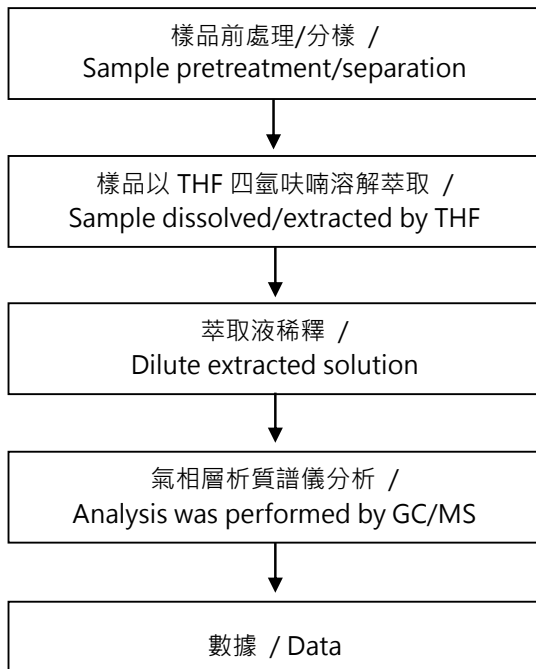 樣品前處理/分樣 /
Sample pretreatment/separation
樣品以 THF 四氫呋喃溶解萃取 /
Sample dissolved/extracted by THF
萃取液稀釋 /
Dilute extracted solution
氣相層析質譜儀分析 /
Analysis was performed by GC/MS
數據 / Data